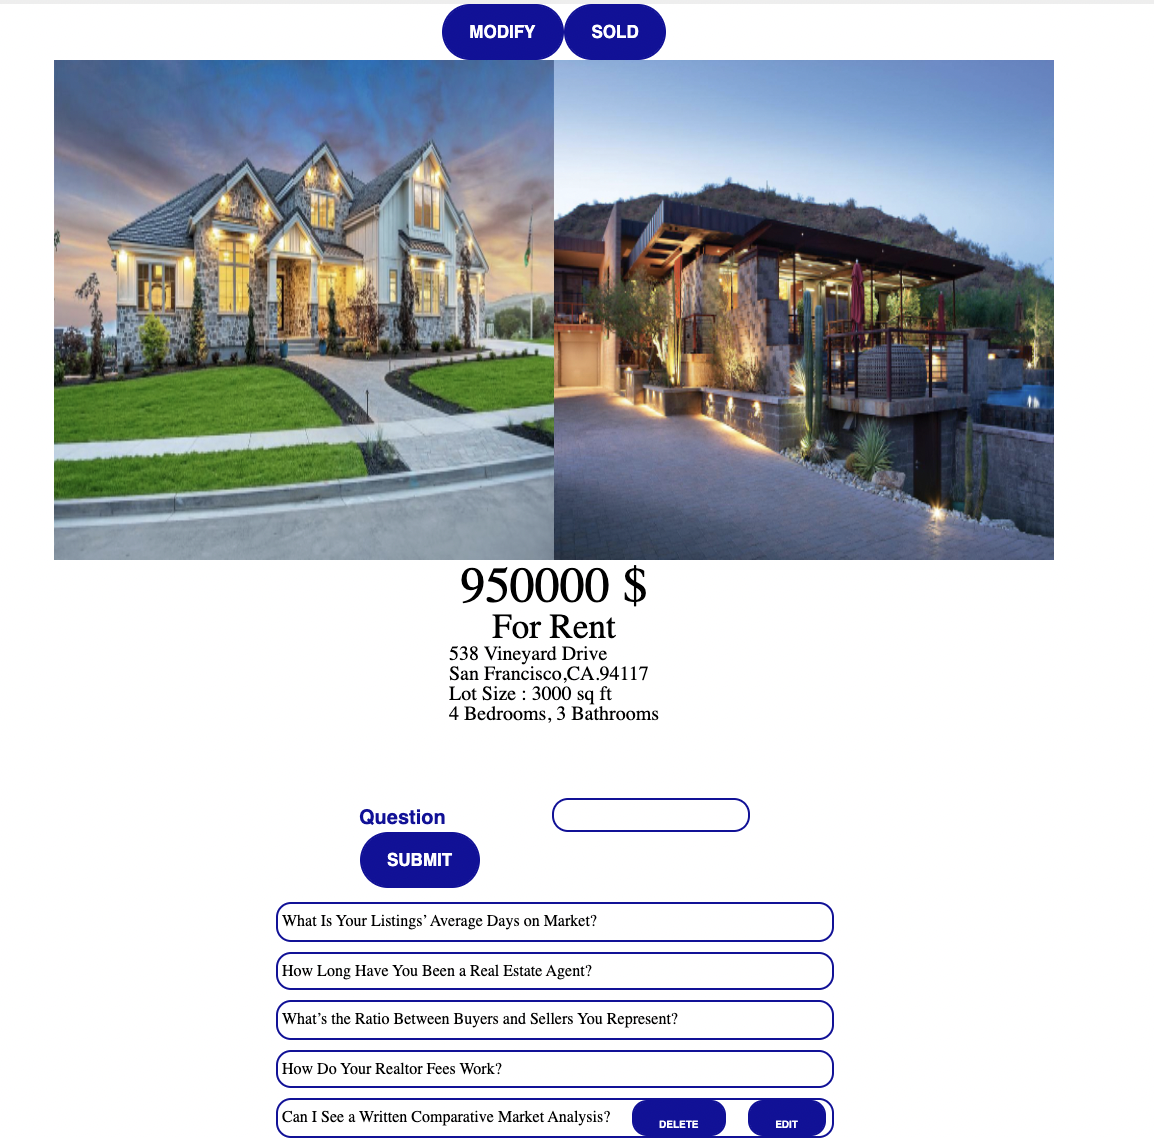 MODIFY SOLD
950000 $
For Rent
538 Vineyard Drive
San Francisco,CA.94117
Lot Size : 3000 sq ft
4 Bedrooms, 3 Bathrooms
Question
SUBMIT
What Is Your Listings’ Average Days on Market?
How Long Have You Been a Real Estate Agent?
What’s the Ratio Between Buyers and Sellers You Represent?
How Do Your Realtor Fees Work?
Can I See a Written Comparative Market Analysis? DELETE EDIT